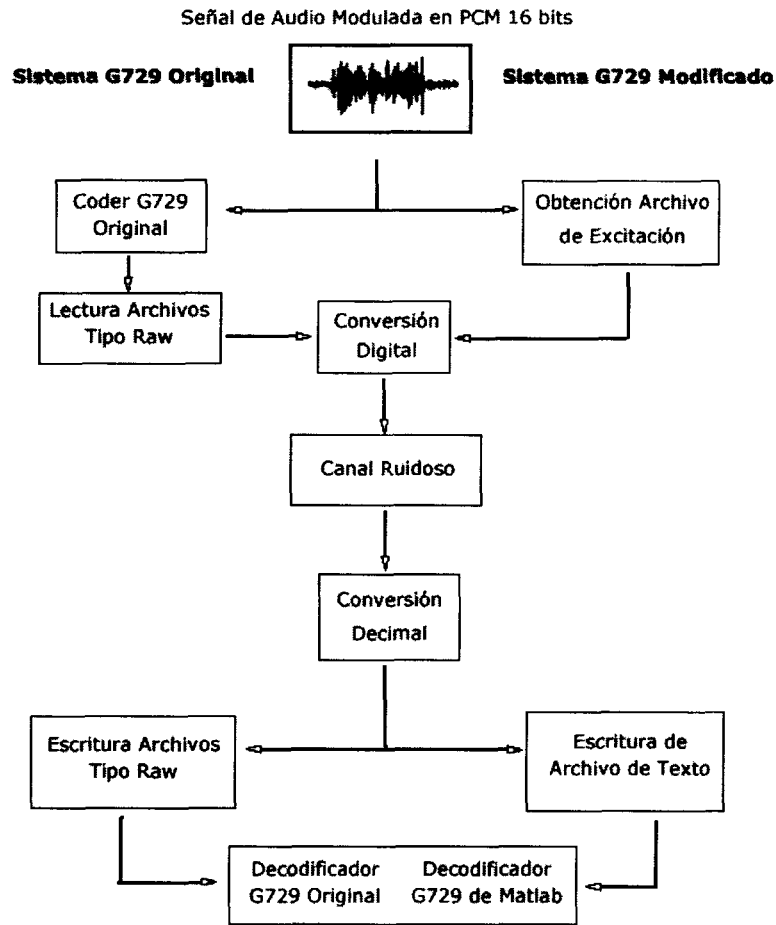 Señal de Audio Modulada en PCM 16 bits
Sistema G729 Original
Sistema G729 Modificado
Coder G729
Original
Obtención Archivo
de Excitación
Lectura Archivos
Tipo Raw
Conversión
Digital
Canal Ruidoso
Conversión
Decimal
Escritura Archivos
Tipo Raw
Escritura de
Archivo de Texto
Decodificador
G729 Original
Decodificador
G729 de Matlab